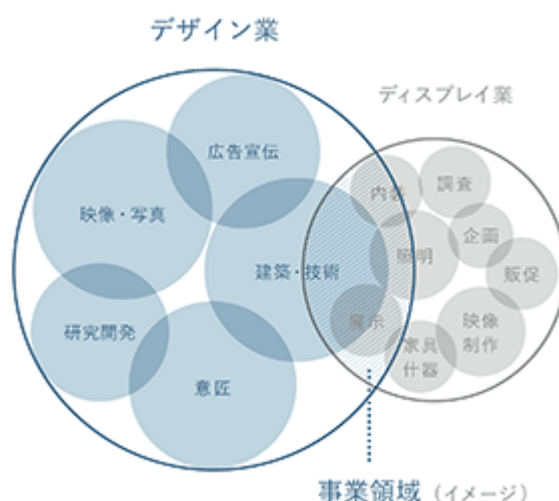 デザイン業
ディスプレイ業
広告宣伝
映像・写真
建築・技術
研究開発
意匠
内装
調査
照明
企画
販促
展示
映像
制作
家具
什器
事業領域（イメージ）